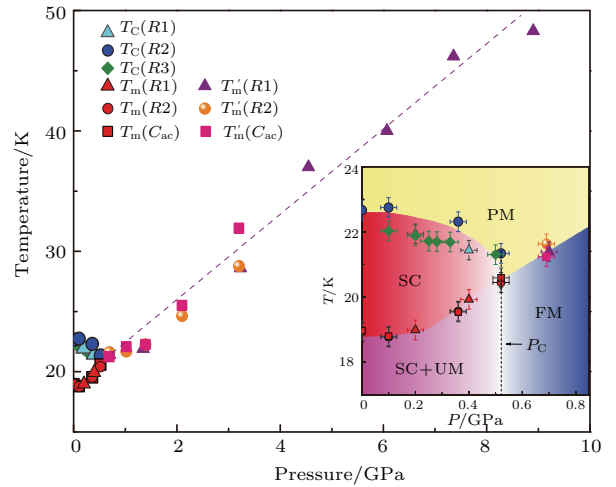 50
40
30
20
0
2
4
6
8
10
Temperature/K
Pressure/GPa
T_C(R1)
T_C(R2)
T_C(R3)
T_m(R1)
T_m(R2)
T_m(C_ac)
T_m′(R1)
T_m′(R2)
T_m′(C_ac)
24
22
20
18
T/K
PM
SC
FM
SC+UM
P_C
0
0.2
0.4
0.6
0.8
P/GPa